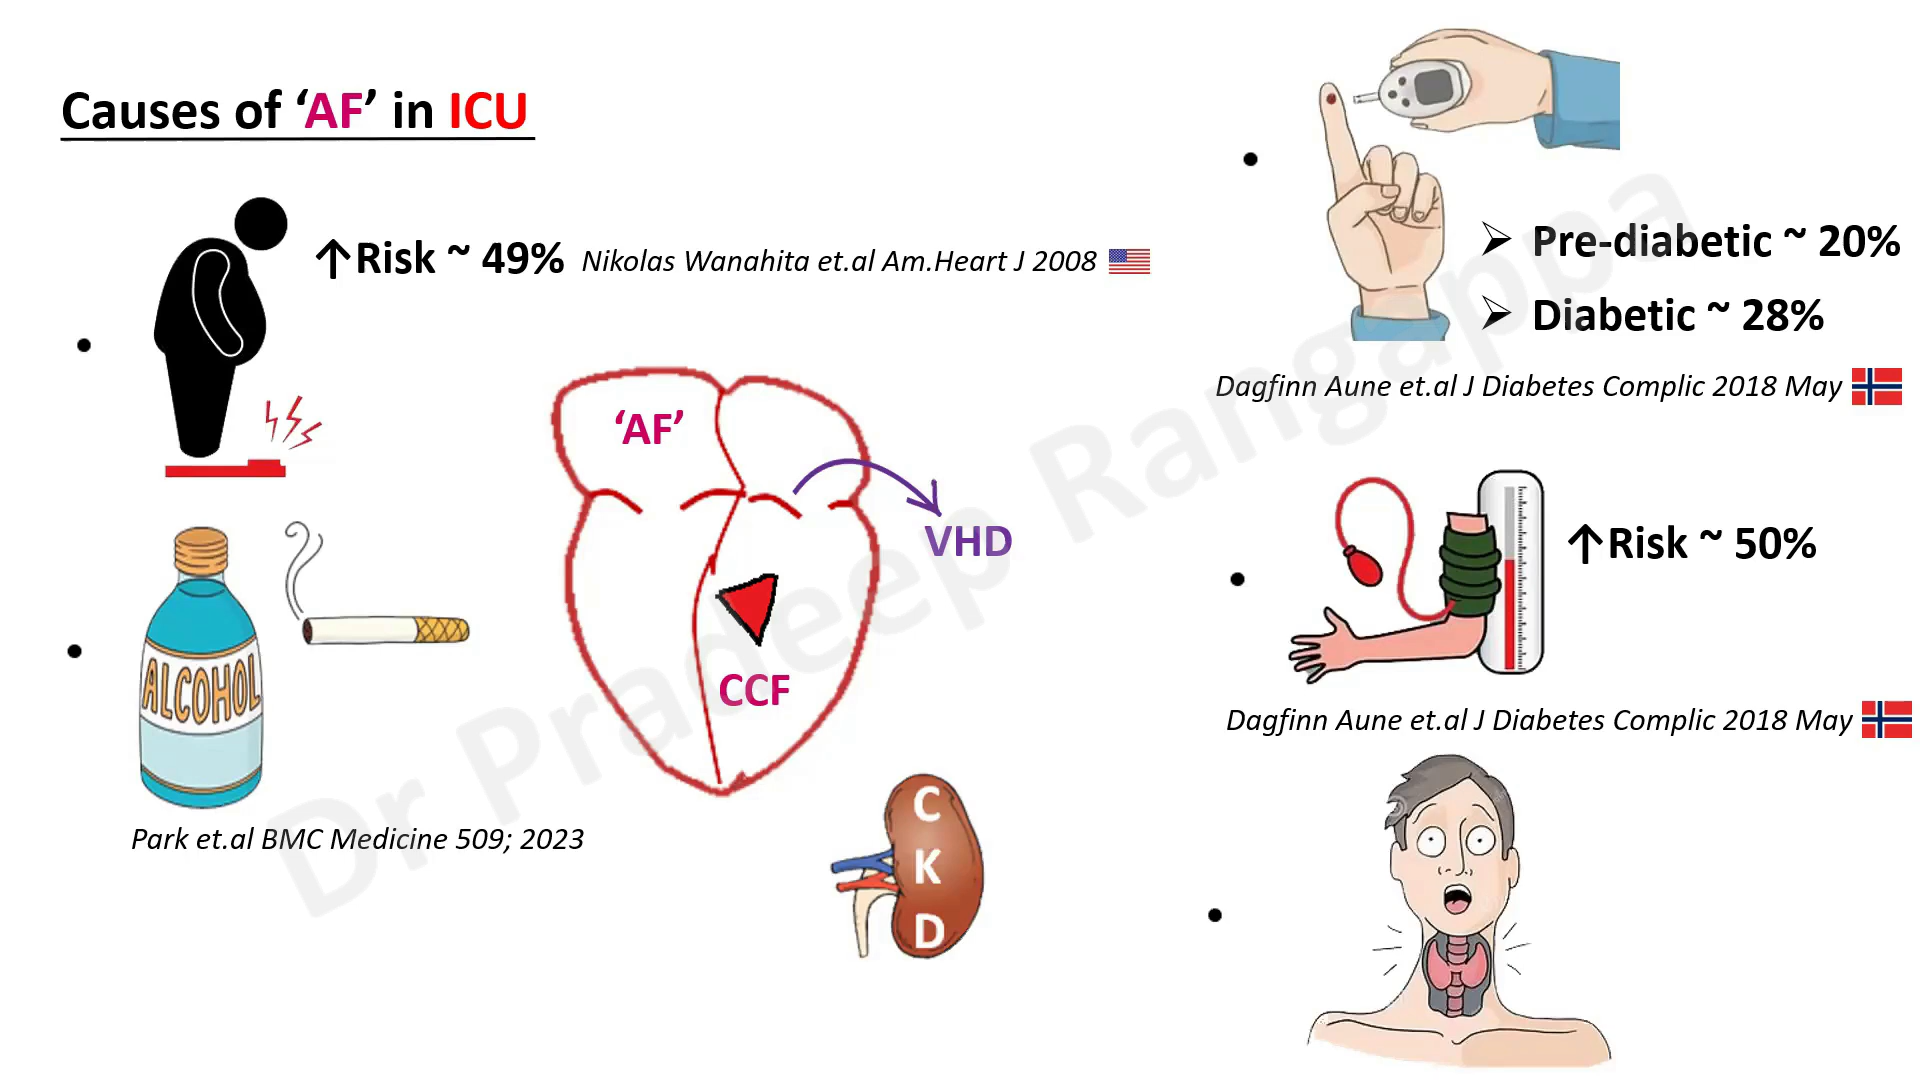 Causes of ‘AF’ in ICU
↑Risk ~ 49% Nikolas Wanahita et.al Am.Heart J 2008
ALCOHOL
Park et.al BMC Medicine 509; 2023
‘AF’
VHD
CCF
C
K
D
➢ Pre-diabetic ~ 20%
➢ Diabetic ~ 28%
Dagfinn Aune et.al J Diabetes Complic 2018 May
↑Risk ~ 50%
Dagfinn Aune et.al J Diabetes Complic 2018 May
Dr Pradeep Rangappa